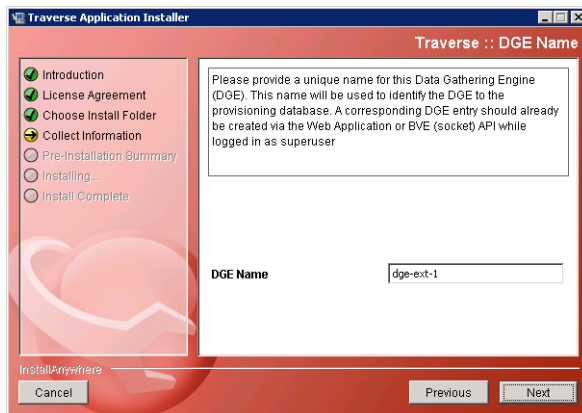 Traverse Application Installer
Traverse :: DGE Name
Introduction
License Agreement
Choose Install Folder
Collect Information
Pre-Installation Summary
Installing...
Install Complete
Please provide a unique name for this Data Gathering Engine
(DGE). This name will be used to identify the DGE to the
provisioning database. A corresponding DGE entry should already
be created via the Web Application or BVE (socket) API while
logged in as superuser
DGE Name
dge-ext-1
InstallAnywhere
Cancel
Previous
Next